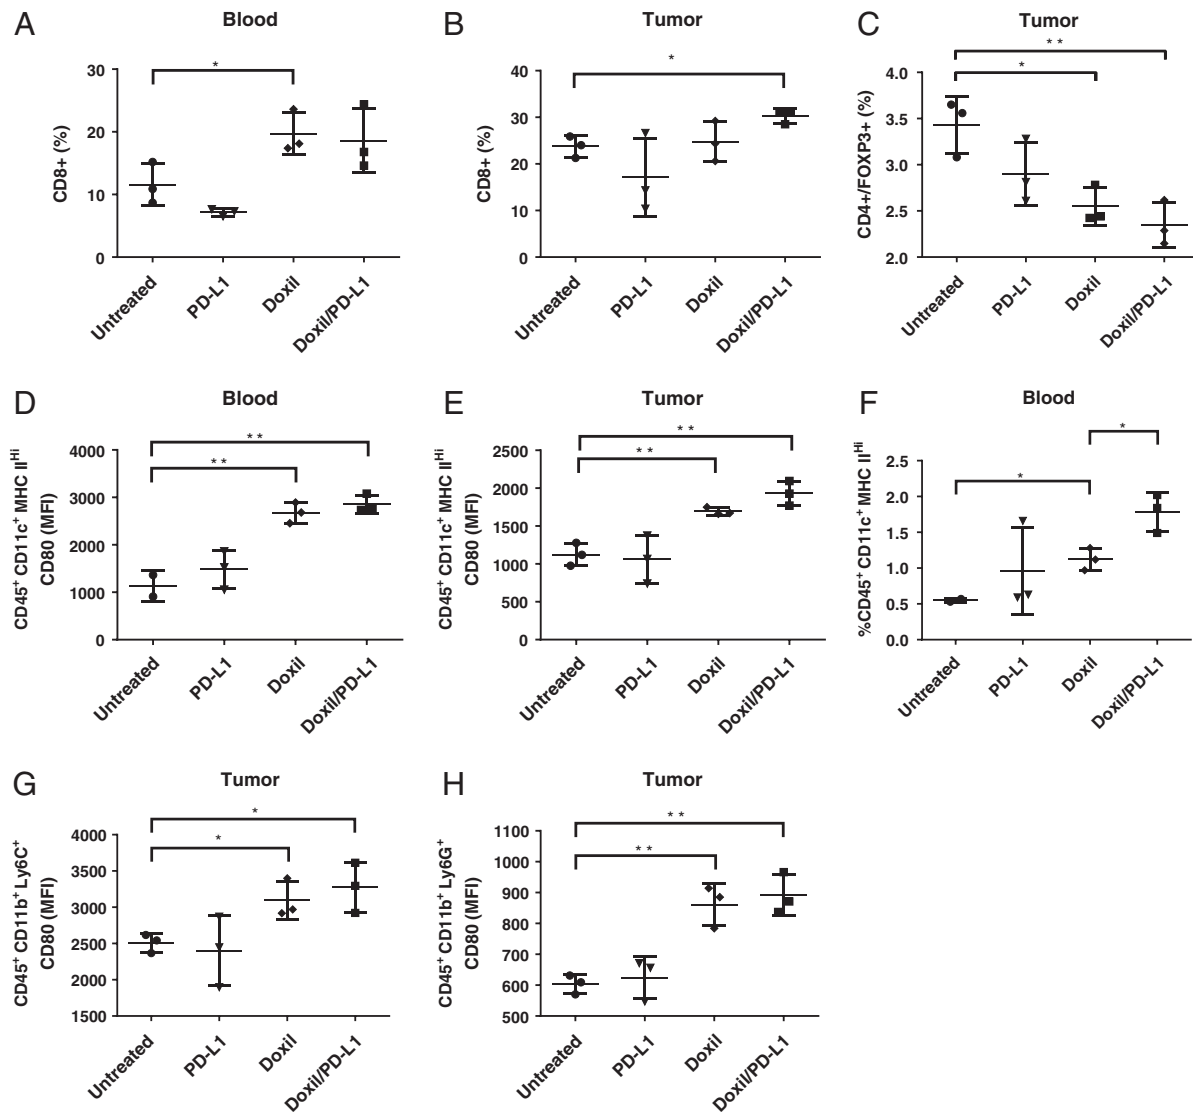 A
Blood
*
CD8+ (%)
30
20
10
0
Untreated
PD-L1
Doxil
Doxil/PD-L1
B
Tumor
*
CD8+ (%)
40
30
20
10
0
Untreated
PD-L1
Doxil
Doxil/PD-L1
C
Tumor
* *
*
CD4+/FOXP3+ (%)
4.0
3.5
3.0
2.5
2.0
Untreated
PD-L1
Doxil
Doxil/PD-L1
D
Blood
* *
* *
CD45⁺ CD11c⁺ MHC IIᴴⁱ
CD80 (MFI)
4000
3000
2000
1000
0
Untreated
PD-L1
Doxil
Doxil/PD-L1
E
Tumor
* *
* *
CD45⁺ CD11c⁺ MHC IIᴴⁱ
CD80 (MFI)
2500
2000
1500
1000
500
0
Untreated
PD-L1
Doxil
Doxil/PD-L1
F
Blood
*
*
%CD45⁺ CD11c⁺ MHC IIᴴⁱ
2.5
2.0
1.5
1.0
0.5
0.0
Untreated
PD-L1
Doxil
Doxil/PD-L1
G
Tumor
*
*
CD45⁺ CD11b⁺ Ly6C⁺
CD80 (MFI)
4000
3500
3000
2500
2000
1500
Untreated
PD-L1
Doxil
Doxil/PD-L1
H
Tumor
* *
* *
CD45⁺ CD11b⁺ Ly6G⁺
CD80 (MFI)
1100
1000
900
800
700
600
500
Untreated
PD-L1
Doxil
Doxil/PD-L1